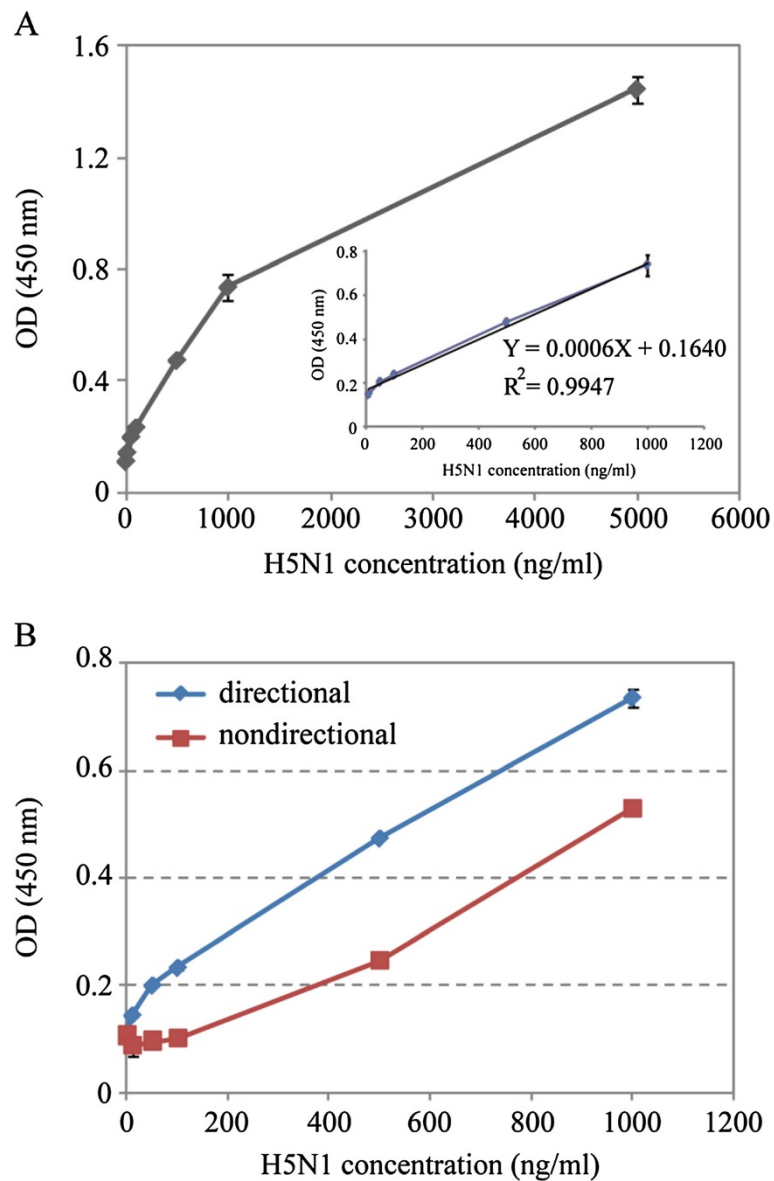 A
1.6
1.2
0.8
0.4
0
OD (450 nm)
0 1000 2000 3000 4000 5000 6000
H5N1 concentration (ng/ml)
0.8
0.6
0.4
0.2
0
OD (450 nm)
Y = 0.0006X + 0.1640
R2= 0.9947
0 200 400 600 800 1000 1200
H5N1 concentration (ng/ml)
B
0.8
0.6
0.4
0.2
0
OD (450 nm)
directional
nondirectional
0 200 400 600 800 1000 1200
H5N1 concentration (ng/ml)